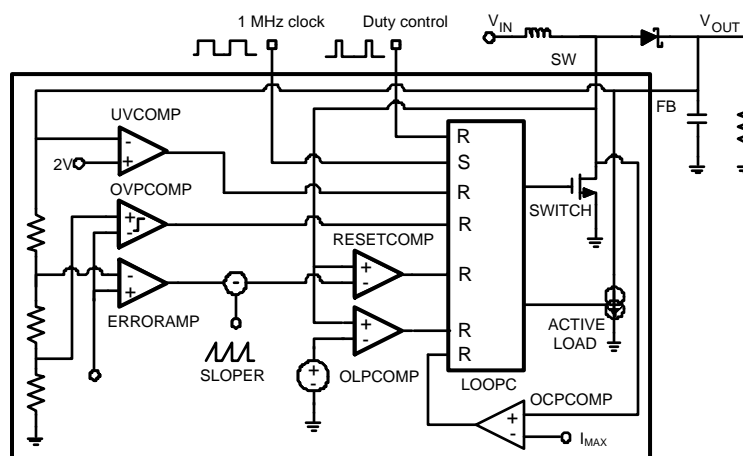 1 MHz clock
Duty control
VIN
VOUT
SW
FB
UVCOMP
-
+
2V
R
S
R
OVPCOMP
+
-
R
SWITCH
RESETCOMP
-
+
-
+
-
R
ERRORAMP
+
-
R
ACTIVE
LOAD
SLOPER
+
-
OLPCOMP
R
LOOPC
OCPCOMP
+
-
IMAX